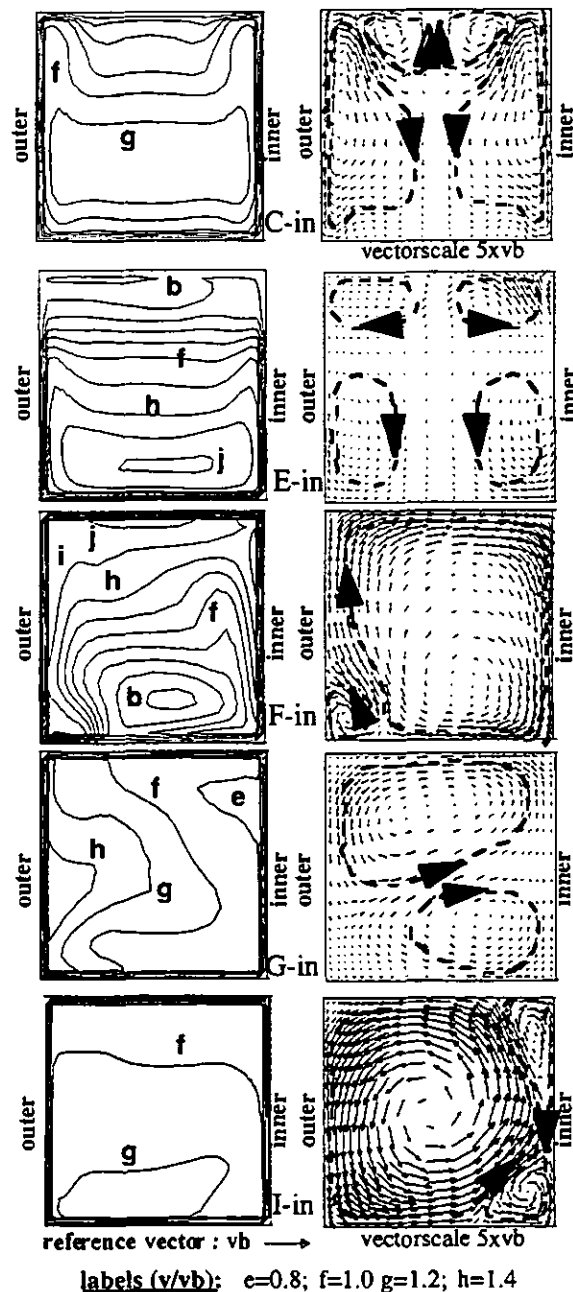 f
g
outer
inner
outer
inner
C-in
vectorscale 5xvb
b
f
h
j
outer
inner
outer
inner
E-in
j
i
h
f
b
outer
inner
outer
inner
F-in
f
e
h
g
outer
inner
outer
inner
G-in
f
g
outer
inner
outer
inner
I-in
reference vector : vb
vectorscale 5xvb
labels (v/vb): e=0.8; f=1.0 g=1.2; h=1.4